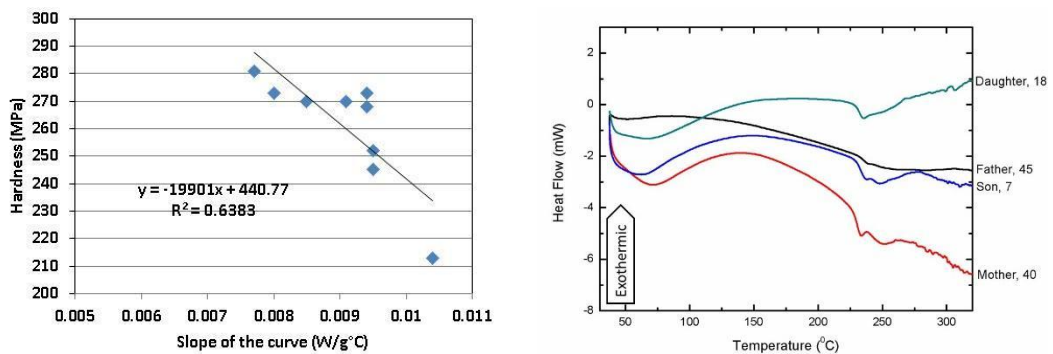 300
290
280
270
260
250
240
230
220
210
200
Hardness (MPa)
y = -19901x + 440.77
R² = 0.6383
0.005 0.006 0.007 0.008 0.009 0.01 0.011
Slope of the curve (W/g°C)
2
0
-2
-4
-6
-8
Heat Flow (mW)
Exothermic
Daughter, 18
Father, 45
Son, 7
Mother, 40
50 100 150 200 250 300
Temperature (⁰C)